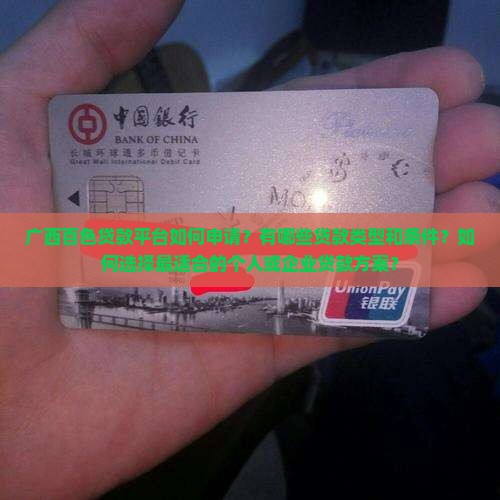 中国银行
BANK OF CHINA
长城环球通多币借记卡
Great Wall International Debit Card
广西百色贷款平台如何申请？有哪些贷款类型和条件？如
何选择最适合的个人或企业贷款方案？
UnionPay
银联